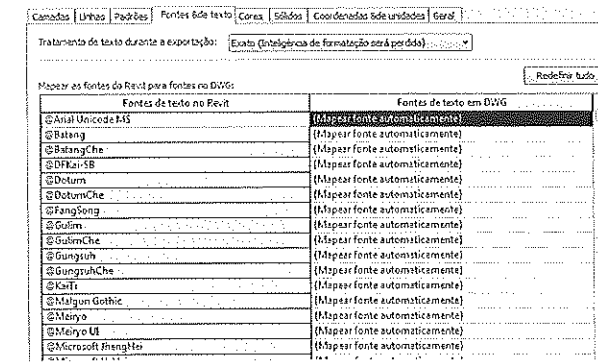 Camadas Linhas Padrões Fontes &de texto Cores Sólidos Coordenadas &de unidades Geral
Tratamento de texto durante a exportação: Exato (Inteligência de formatação será perdida)
Redefinir tudo
Mapear as fontes do Revit para fontes no DWG:
Fontes de texto no Revit Fontes de texto em DWG
@Arial Unicode MS {Mapear fonte automaticamente}
@Batang {Mapear fonte automaticamente}
@BatangChe {Mapear fonte automaticamente}
@DFKai-SB {Mapear fonte automaticamente}
@Dotum {Mapear fonte automaticamente}
@DotumChe {Mapear fonte automaticamente}
@FangSong {Mapear fonte automaticamente}
@Gulim {Mapear fonte automaticamente}
@GulimChe {Mapear fonte automaticamente}
@Gungsuh {Mapear fonte automaticamente}
@GungsuhChe {Mapear fonte automaticamente}
@KaiTi {Mapear fonte automaticamente}
@Malgun Gothic {Mapear fonte automaticamente}
@Meiryo {Mapear fonte automaticamente}
@Meiryo UI {Mapear fonte automaticamente}
@Microsoft JhengHei {Mapear fonte automaticamente}